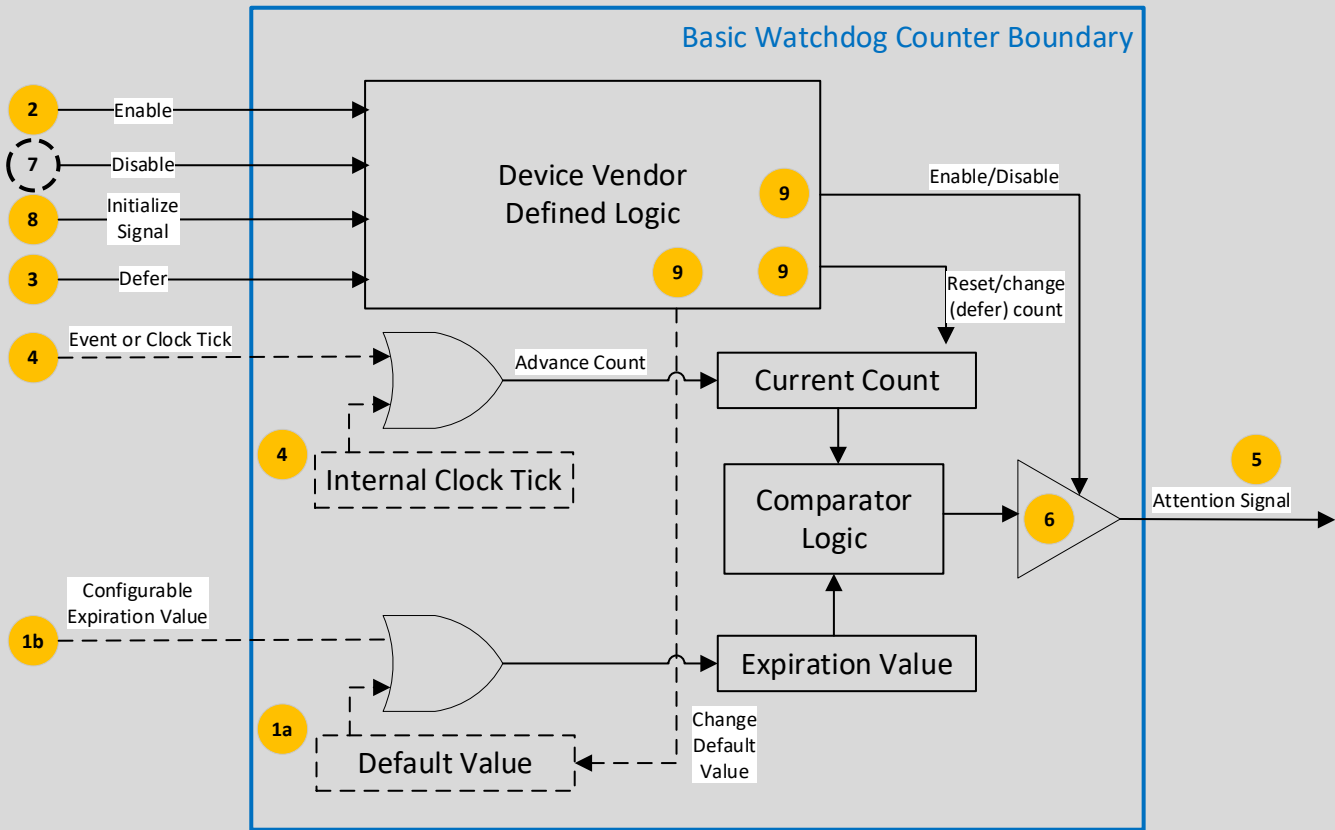 Basic Watchdog Counter Boundary
2
Enable
7
Disable
8
Initialize
Signal
3
Defer
Device Vendor
Defined Logic
9
9
9
Enable/Disable
Reset/change
(defer) count
4
Event or Clock Tick
Advance Count
Current Count
4
Internal Clock Tick
Comparator
Logic
6
5
Attention Signal
1b
Configurable
Expiration Value
Expiration Value
1a
Default Value
Change
Default
Value